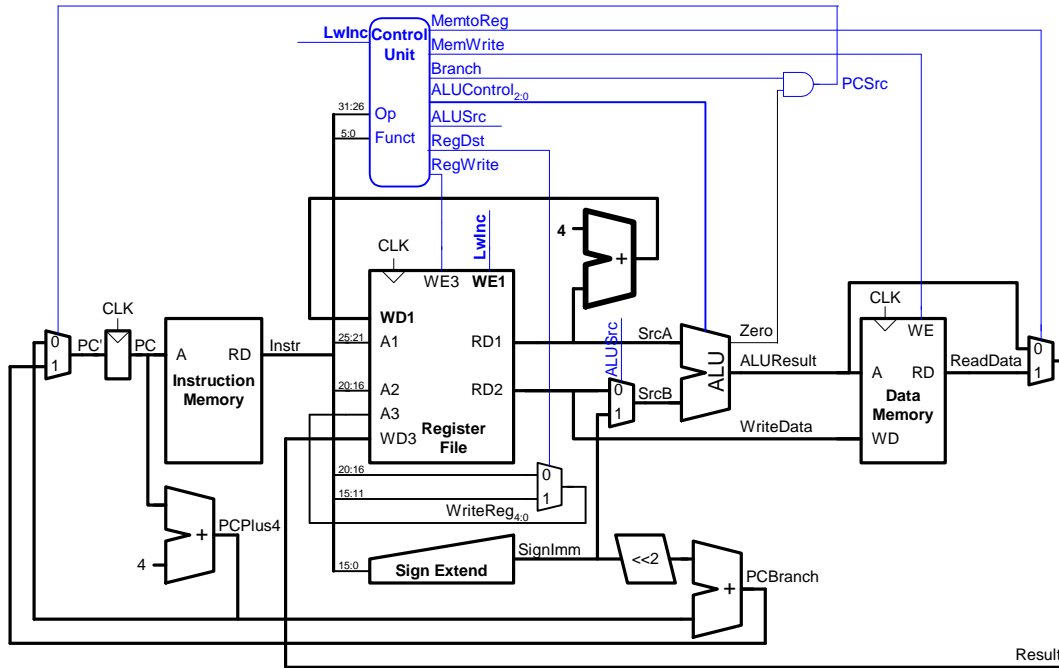 LwInc
Control
Unit
MemtoReg
MemWrite
Branch
ALUControl2:0
ALUSrc
RegDst
RegWrite
31:26
Op
5:0
Funct
PCSrc
CLK
WE3
LwInc
WE1
4
+
WD1
25:21
A1
RD1
20:16
A2
RD2
A3
WD3
Register
File
CLK
0
1
PC'
PC
A
RD
Instruction
Memory
Instr
SrcA
ALUSrc
0
1
SrcB
ALU
Zero
ALUResult
WriteData
CLK
WE
A
RD
Data
Memory
WD
ReadData
0
1
20:16
0
15:11
1
WriteReg4:0
+
PCPlus4
4
15:0
Sign Extend
SignImm
<<2
+
PCBranch
Result